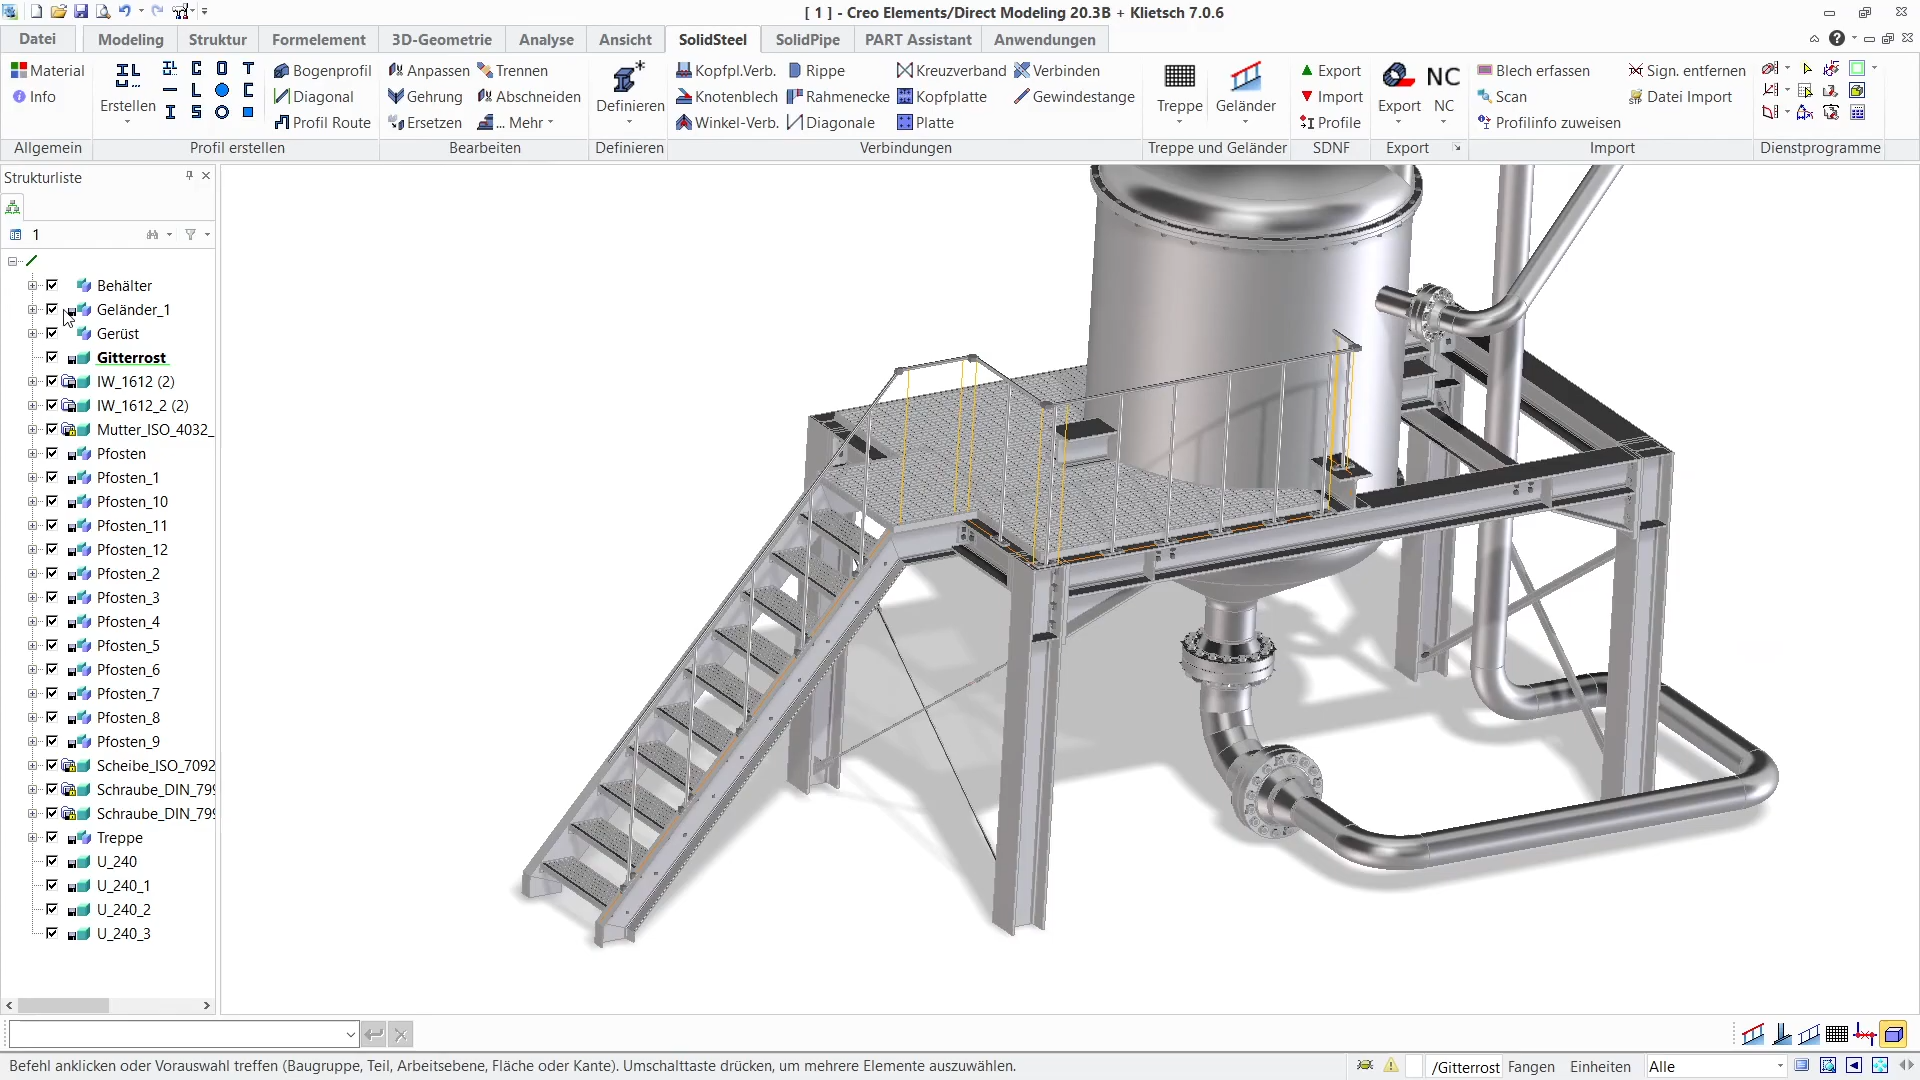 [ 1 ] - Creo Elements/Direct Modeling 20.3B + Klietsch 7.0.6
Datei Modeling Struktur Formelement 3D-Geometrie Analyse Ansicht SolidSteel SolidPipe PART Assistant Anwendungen
Material Bogenprofil Anpassen Trennen Kopfpl.Verb. Rippe Kreuzverband Verbinden Export Blech erfassen Sign. entfernen
Info Erstellen Diagonal Gehrung Abschneiden Definieren Knotenblech Rahmenecke Kopfplatte Gewindestange Treppe Geländer Import Export NC NC Scan Datei Import
Profil Route Ersetzen ... Mehr Winkel-Verb. Diagonale Platte Profile Profilinfo zuweisen
Allgemein Profil erstellen Bearbeiten Definieren Verbindungen Treppe und Geländer SDNF Export Import Dienstprogramme
Strukturliste
1
Behälter
Geländer_1
Gerüst
Gitterrost
IW_1612 (2)
IW_1612_2 (2)
Mutter_ISO_4032_
Pfosten
Pfosten_1
Pfosten_10
Pfosten_11
Pfosten_12
Pfosten_2
Pfosten_3
Pfosten_4
Pfosten_5
Pfosten_6
Pfosten_7
Pfosten_8
Pfosten_9
Scheibe_ISO_7092
Schraube_DIN_799
Schraube_DIN_799
Treppe
U_240
U_240_1
U_240_2
U_240_3
Befehl anklicken oder Vorauswahl treffen (Baugruppe, Teil, Arbeitsebene, Fläche oder Kante). Umschalttaste drücken, um mehrere Elemente auszuwählen.
/Gitterrost Fangen Einheiten Alle